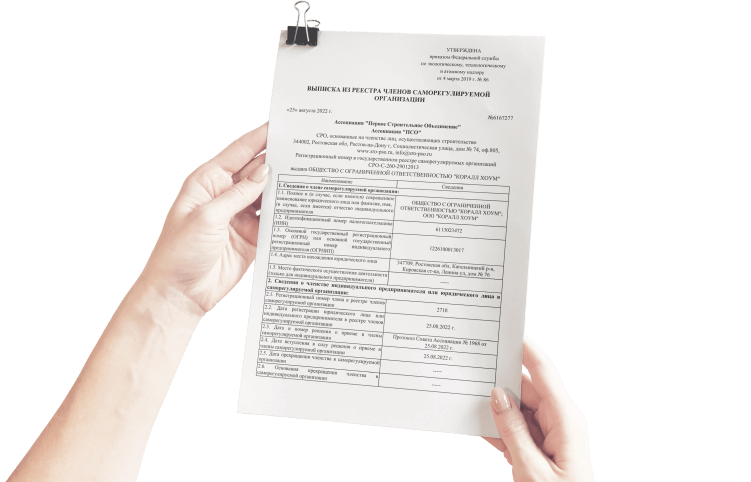 УТВЕРЖДЕНА
приказом Федеральной службы
по экологическому, технологическому
и атомному надзору
от 4 марта 2019 г. № 86
ВЫПИСКА ИЗ РЕЕСТРА ЧЛЕНОВ САМОРЕГУЛИРУЕМОЙ
ОРГАНИЗАЦИИ
«25» августа 2022 г.
№6167277
Ассоциация "Первое Строительное Объединение"
Ассоциация "ПСО"
СРО, основанные на членстве лиц, осуществляющих строительство
344002, Ростовская обл, Ростов-на-Дону г, Социалистическая улица, дом № 74, оф.805,
www.sro-pso.ru, info@sro-pso.ru
Регистрационный номер в государственном реестре саморегулируемых организаций
СРО-С-260-29012013
выдана ОБЩЕСТВО С ОГРАНИЧЕННОЙ ОТВЕТСТВЕННОСТЬЮ "КОРАЛЛ ХОУМ"
Наименование
Сведения
1. Сведения о члене саморегулируемой организации:
1.1. Полное и (в случае, если имеется) сокращенное
наименование юридического лица или фамилия, имя,
(в случае, если имеется) отчество индивидуального
предпринимателя
ОБЩЕСТВО С ОГРАНИЧЕННОЙ
ОТВЕТСТВЕННОСТЬЮ "КОРАЛЛ ХОУМ",
ООО "КОРАЛЛ ХОУМ"
1.2. Идентификационный номер налогоплательщика
(ИНН)
6115023472
1.3. Основной государственный регистрационный
номер (ОГРН) или основной государственный
регистрационный номер индивидуального
предпринимателя (ОГРНИП)
1226100013017
1.4. Адрес места нахождения юридического лица
347709, Ростовская обл, Кагальницкий р-н,
Кировская ст-ца, Ленина ул, дом № 76
1.5. Место фактического осуществления деятельности
(только для индивидуального предпринимателя)
-----
2. Сведения о членстве индивидуального предпринимателя или юридического лица в
саморегулируемой организации:
2.1. Регистрационный номер члена в реестре членов
саморегулируемой организации
2718
2.2. Дата регистрации юридического лица или
индивидуального предпринимателя в реестре членов
саморегулируемой организации
25.08.2022 г.
2.3. Дата и номер решения о приеме в члены
саморегулируемой организации
Протокол Совета Ассоциации № 1968 от
25.08.2022 г.
2.4. Дата вступления в силу решения о приеме в
члены саморегулируемой организации
25.08.2022 г.
2.5. Дата прекращения членства в саморегулируемой
организации
-----
2.6. Основания прекращения членства в
саморегулируемой организации
-----